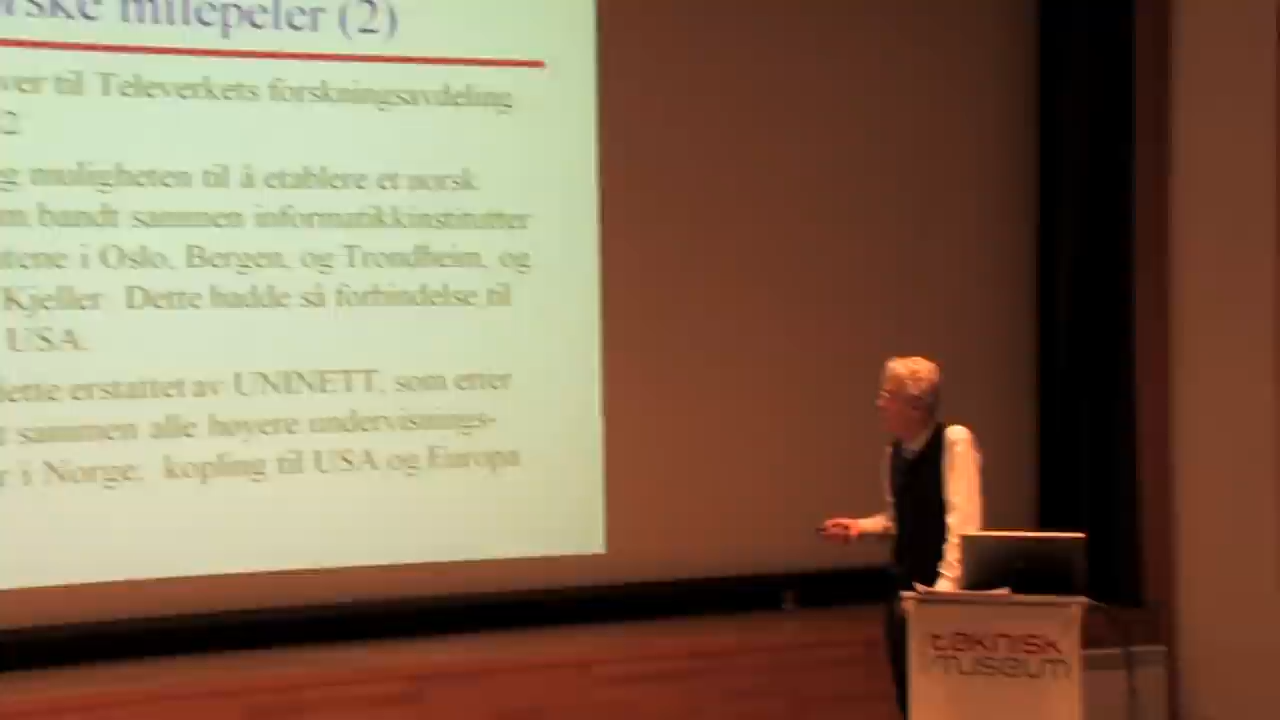 rske milepeler (2)
ver til Televerkets forskningsavdeling
2
g muligheten til å etablere et norsk
m bandt sammen informatikkinstitutter
tene i Oslo, Bergen, og Trondheim, og
Kjeller. Dette hadde så forbindelse til
USA.
dette erstattet av UNINETT, som etter
t sammen alle høyere undervisnings-
r i Norge, kopling til USA og Europa
teknisk
museum